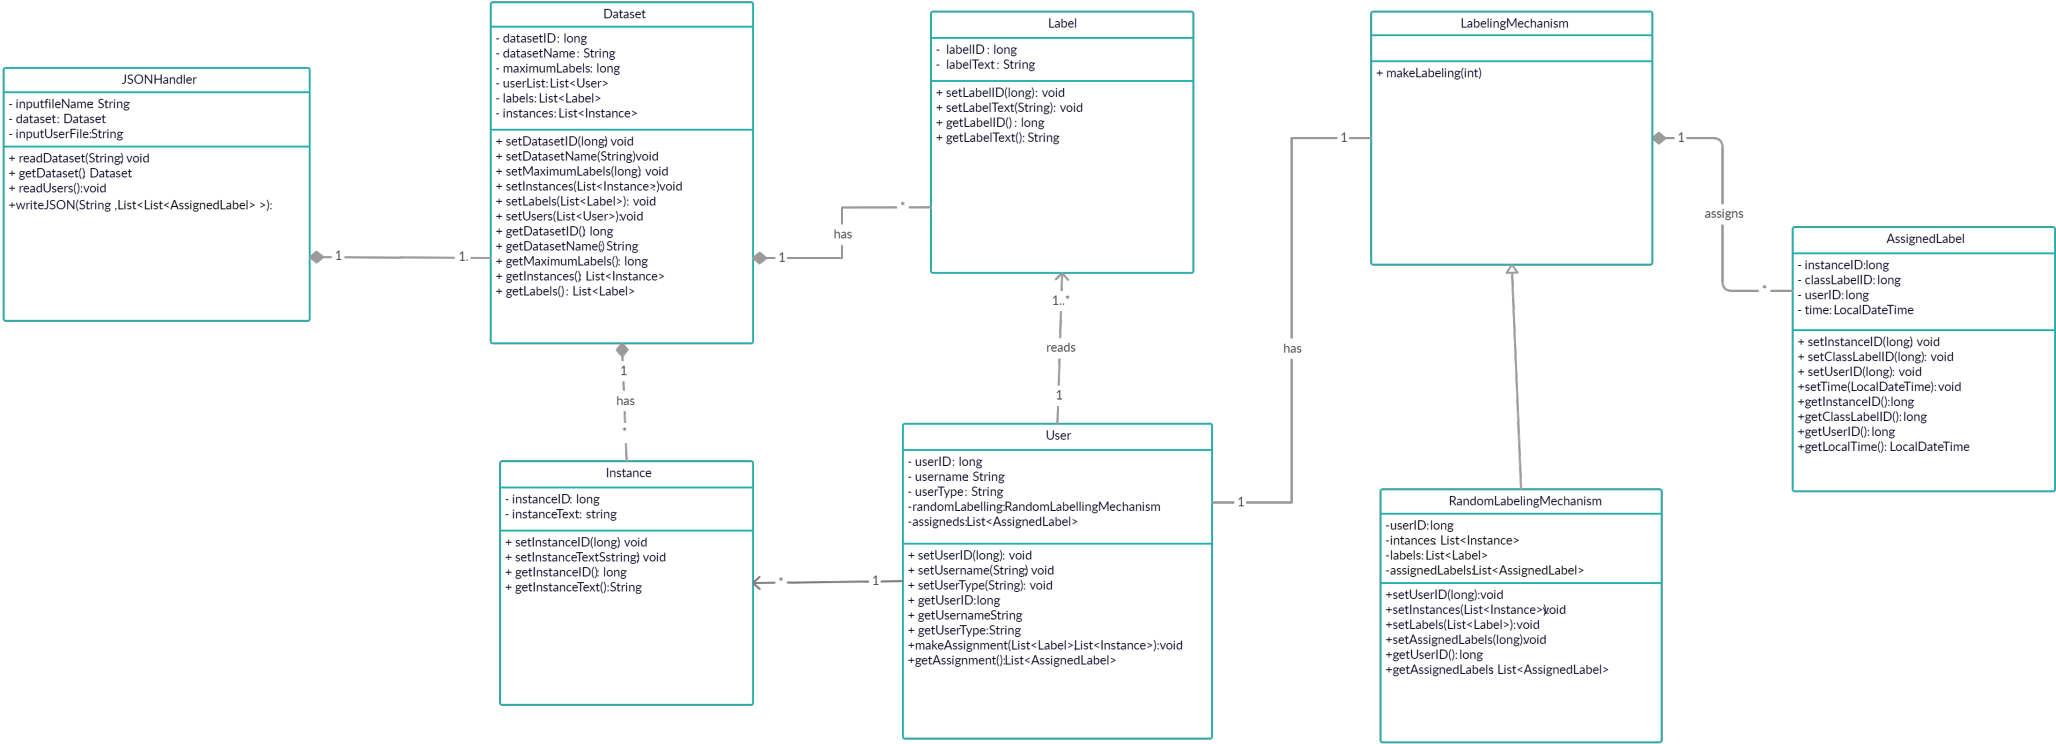 JSONHandler
- inputfileName String
- dataset: Dataset
- inputUserFile:String
+ readDataset(String) void
+ getDataset() Dataset
+ readUsers():void
+writeJSON(String ,List<List<AssignedLabel> >):
1
1.
Dataset
- datasetID: long
- datasetName: String
- maximumLabels: long
- userList: List<User>
- labels: List<Label>
- instances: List<Instance>
+ setDatasetID(long) void
+ setDatasetName(String)void
+ setMaximumLabels(long) void
+ setInstances(List<Instance>)void
+ setLabels(List<Label>): void
+ setUsers(List<User>):void
+ getDatasetID() long
+ getDatasetName() String
+ getMaximumLabels(): long
+ getInstances() List<Instance>
+ getLabels(): List<Label>
1
has
*
1
has
*
Instance
- instanceID: long
- instanceText: string
+ setInstanceID(long) void
+ setInstanceTextSstring) void
+ getInstanceID(): long
+ getInstanceText():String
Label
- labelID: long
- labelText: String
+ setLabelID(long): void
+ setLabelText(String): void
+ getLabelID() : long
+ getLabelText(): String
1..*
reads
1
User
- userID: long
- username String
- userType: String
-randomLabelling:RandomLabellingMechanism
-assigneds:List<AssignedLabel>
+ setUserID(long): void
+ setUsername(String) void
+ setUserType(String): void
+ getUserID:long
+ getUsernameString
+ getUserType:String
+makeAssignment(List<Label>List<Instance>):void
+getAssignment():List<AssignedLabel>
*
1
1
has
1
LabelingMechanism
+ makeLabeling(int)
1
assigns
*
AssignedLabel
- instanceID:long
- classLabelID: long
- userID: long
- time: LocalDateTime
+ setInstanceID(long) void
+ setClassLabelID(long): void
+ setUserID(long): void
+setTime(LocalDateTime): void
+getInstanceID():long
+getClassLabelID(): long
+getUserID(): long
+getLocalTime(): LocalDateTime
RandomLabelingMechanism
-userID:long
-intances: List<Instance>
-labels: List<Label>
-assignedLabels:List<AssignedLabel>
+setUserID(long):void
+setInstances(List<Instance>)void
+setLabels(List<Label>):void
+setAssignedLabels(long)void
+getUserID(): long
+getAssignedLabels List<AssignedLabel>